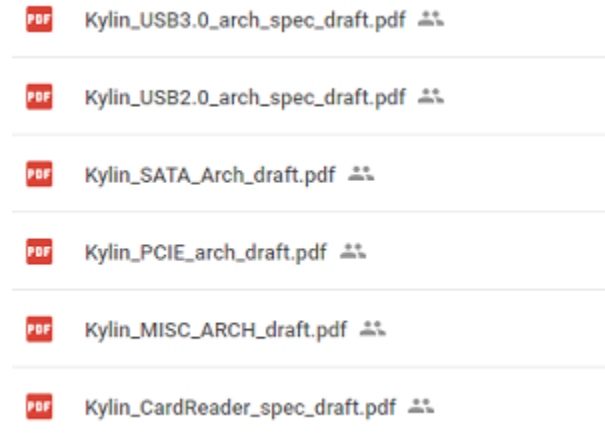 PDF Kylin_USB3.0_arch_spec_draft.pdf
PDF Kylin_USB2.0_arch_spec_draft.pdf
PDF Kylin_SATA_Arch_draft.pdf
PDF Kylin_PCIE_arch_draft.pdf
PDF Kylin_MISC_ARCH_draft.pdf
PDF Kylin_CardReader_spec_draft.pdf